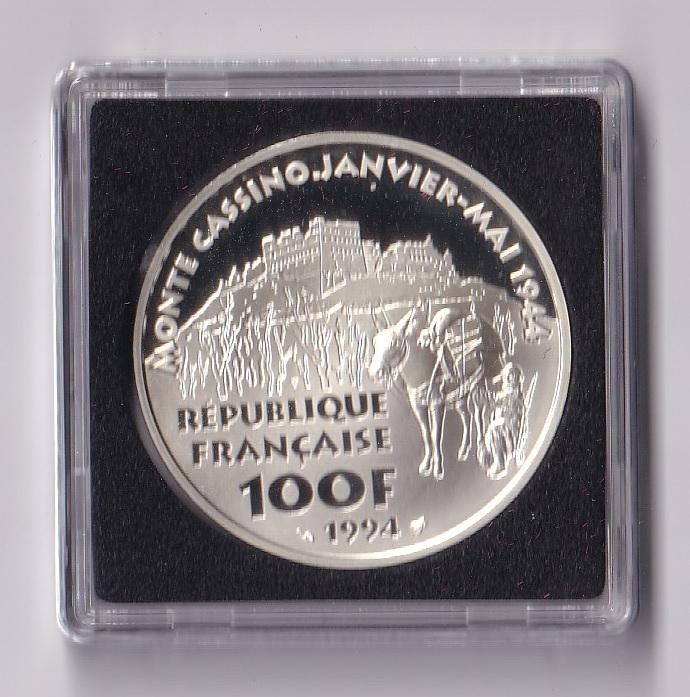 MONTE CASSINO.JANVIER-MAI 1944
RÉPUBLIQUE
FRANÇAISE
100F
1994